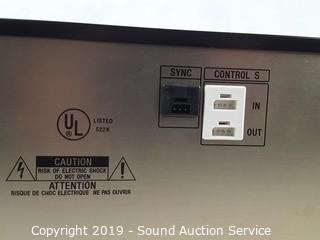 SYNC
CONTROL S
IN
OUT
UL
LISTED
522K
CAUTION
RISK OF ELECTRIC SHOCK
DO NOT OPEN
ATTENTION
RISQUE DE CHOC ELECTRIQUE NE PAS OUVRIR
Copyright 2019 - Sound Auction Service